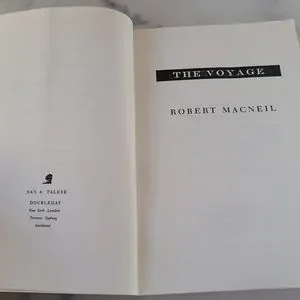 NAN A. TALESE
DOUBLEDAY
New York London
Toronto Sydney
Auckland
THE VOYAGE
ROBERT MACNEIL